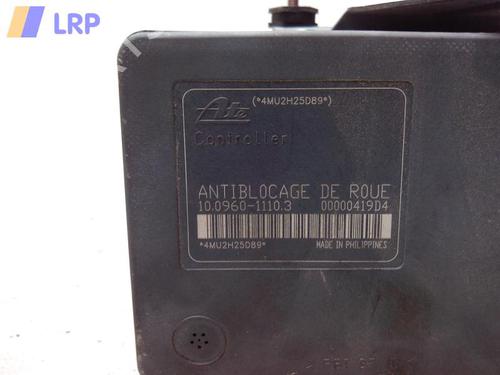 LRP
Ate (*4MU2H25D89*)
Controller
ANTIBLOCAGE DE ROUE
10.0960-1110.3 00000419D4
*4MU2H25D89* MADE IN PHILIPPINES